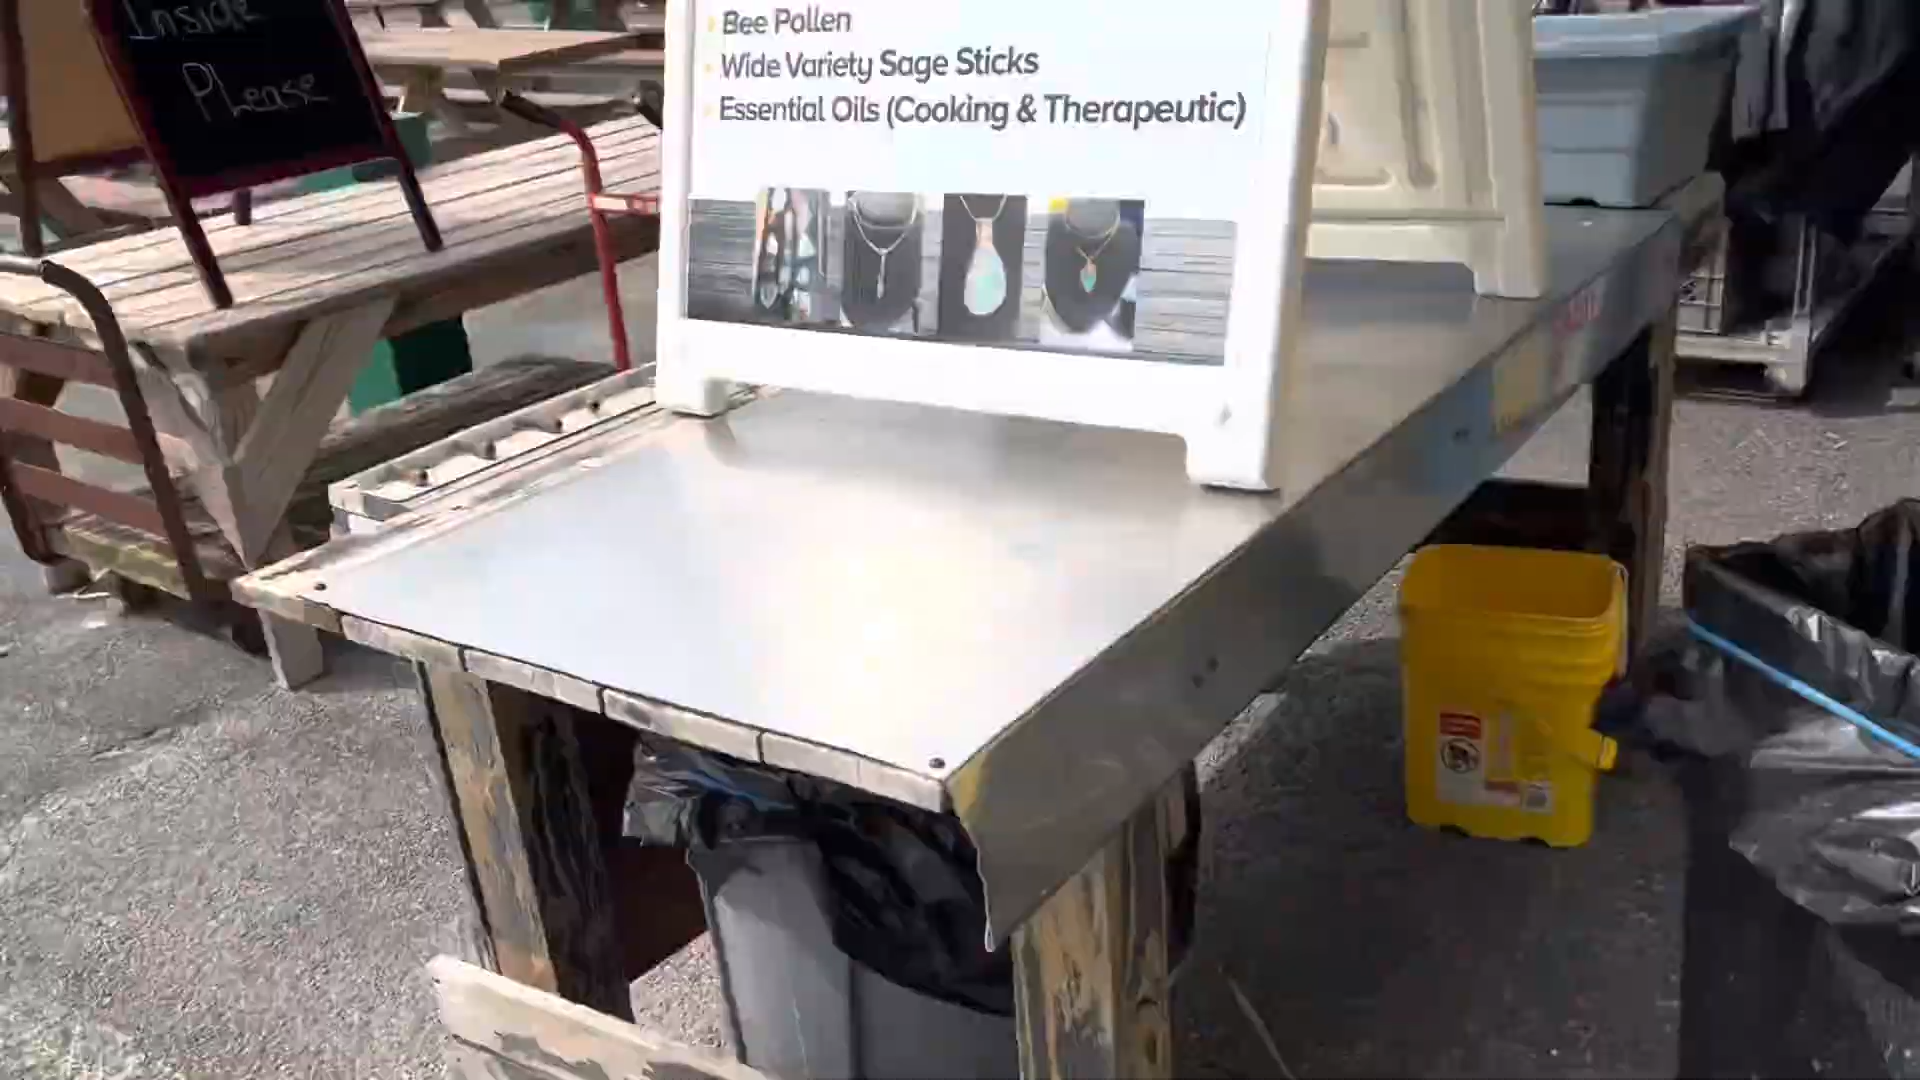 Inside
Please
Bee Pollen
Wide Variety Sage Sticks
Essential Oils (Cooking & Therapeutic)